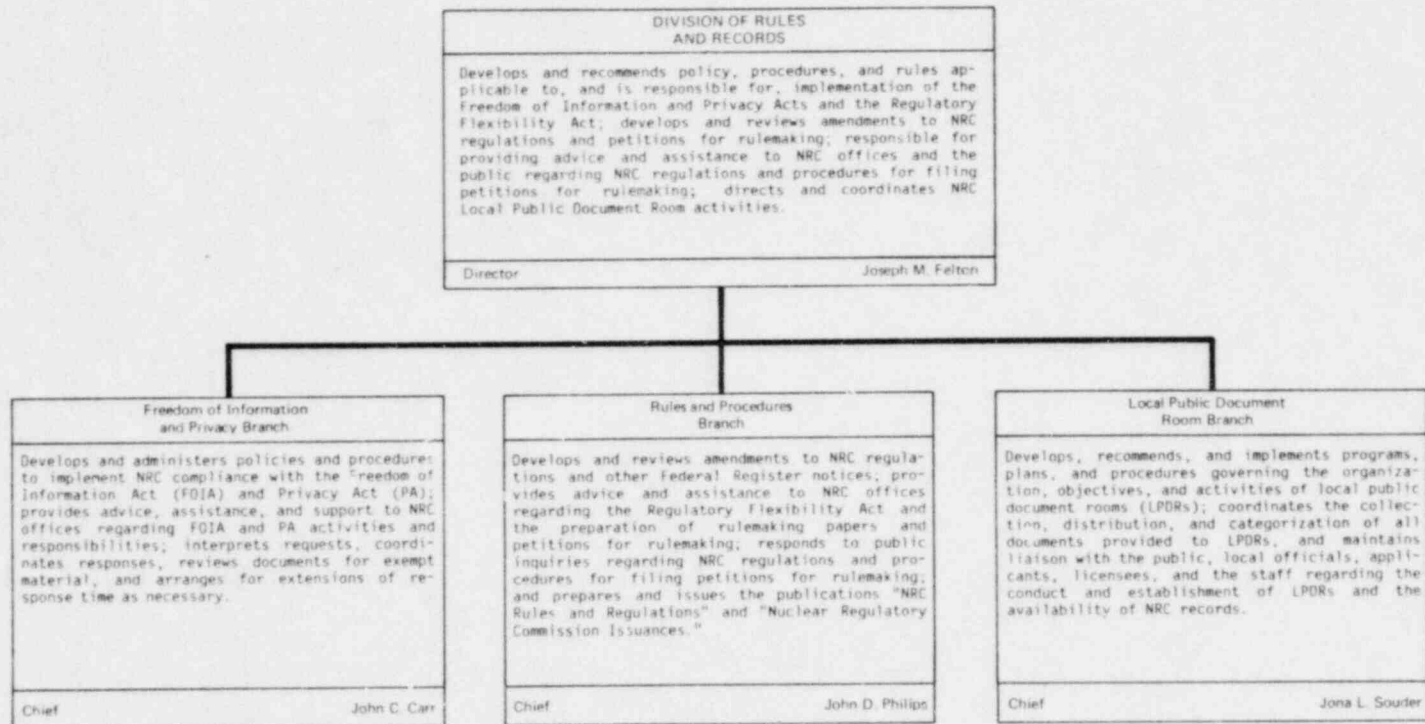 DIVISION OF RULES
AND RECORDS
Develops and recommends policy, procedures, and rules ap-
plicable to, and is responsible for, implementation of the
Freedom of Information and Privacy Acts and the Regulatory
Flexibility Act; develops and reviews amendments to NRC
regulations and petitions for rulemaking; responsible for
providing advice and assistance to NRC offices and the
public regarding NRC regulations and procedures for filing
petitions for rulemaking; directs and coordinates NRC
Local Public Document Room activities.
Director Joseph M. Felton
Freedom of Information
and Privacy Branch
Develops and administers policies and procedures
to implement NRC compliance with the Freedom of
Information Act (FOIA) and Privacy Act (PA);
provides advice, assistance, and support to NRC
offices regarding FOIA and PA activities and
responsibilities; interprets requests, coordi-
nates responses, reviews documents for exempt
material, and arranges for extensions of re-
sponse time as necessary.
Chief John C. Carr
Rules and Procedures
Branch
Develops and reviews amendments to NRC regula-
tions and other Federal Register notices; pro-
vides advice and assistance to NRC offices
regarding the Regulatory Flexibility Act and
the preparation of rulemaking papers and
petitions for rulemaking; responds to public
inquiries regarding NRC regulations and pro-
cedures for filing petitions for rulemaking;
and prepares and issues the publications "NRC
Rules and Regulations" and "Nuclear Regulatory
Commission Issuances."
Chief John D. Philips
Local Public Document
Room Branch
Develops, recommends, and implements programs,
plans, and procedures governing the organiza-
tion, objectives, and activities of local public
document rooms (LPDRs); coordinates the collec-
tion, distribution, and categorization of all
documents provided to LPDRs, and maintains
liaison with the public, local officials, appli-
cants, licensees, and the staff regarding the
conduct and establishment of LPDRs and the
availability of NRC records.
Chief Jona L. Souder